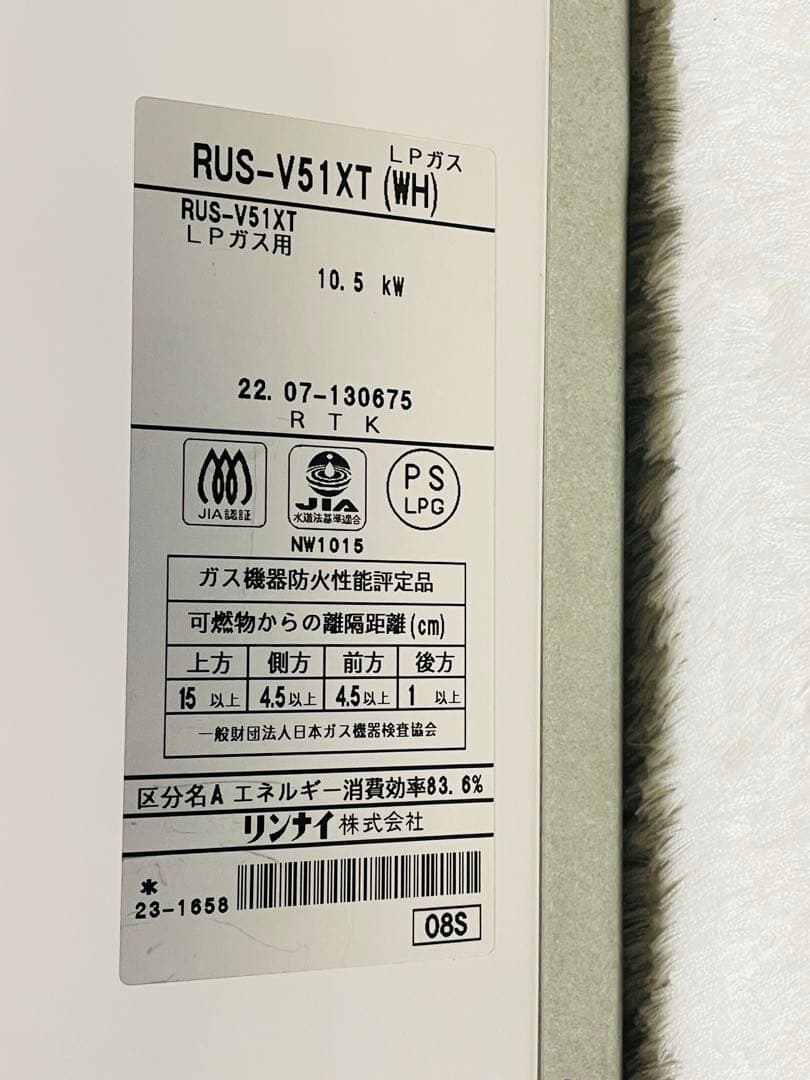 LPガス
RUS-V51XT(WH)
RUS-V51XT
LPガス用
10.5 kW
22.07-130675
RTK
JIA認証
JIA
水道法基準適合
PS
LPG
NW1015
ガス機器防火性能評定品
可燃物からの離隔距離(cm)
上方 側方 前方 後方
15 以上 4.5以上 4.5以上 1 以上
一般財団法人日本ガス機器検査協会
区分名A エネルギー消費効率83.6%
リンナイ株式会社
*
23-1658
08S